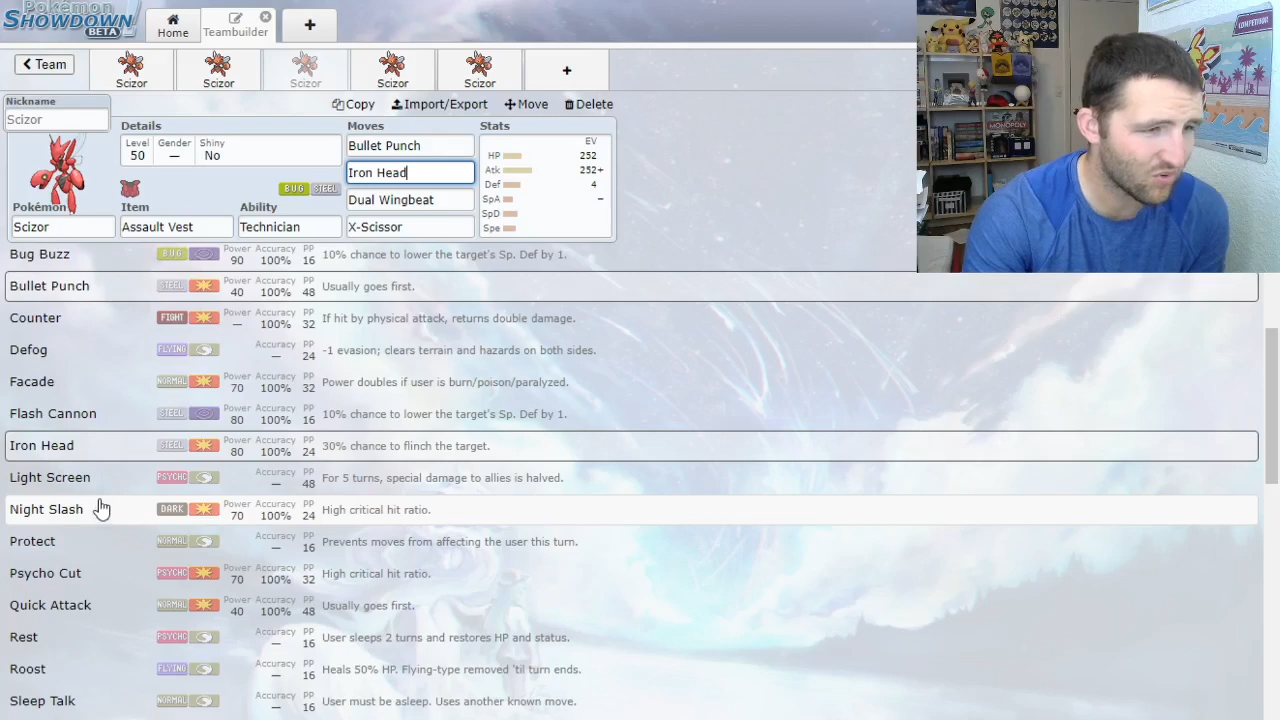 Pokémon
SHOWDOWN
BETA
Home
Teambuilder
+
Team
Scizor
Scizor
Scizor
Scizor
Scizor
+
Copy
Import/Export
Move
Delete
Nickname
Scizor
Details
Level
50
Gender
—
Shiny
No
BUG
STEEL
Pokémon
Scizor
Item
Assault Vest
Ability
Technician
Moves
Bullet Punch
Iron Head
Dual Wingbeat
X-Scissor
Stats
EV
HP 252
Atk 252+
Def 4
SpA –
SpD
Spe
Bug Buzz BUG Power 90 Accuracy 100% PP 16 10% chance to lower the target's Sp. Def by 1.
Bullet Punch STEEL Power 40 Accuracy 100% PP 48 Usually goes first.
Counter FIGHT Power — Accuracy 100% PP 32 If hit by physical attack, returns double damage.
Defog FLYING Accuracy — PP 24 -1 evasion; clears terrain and hazards on both sides.
Facade NORMAL Power 70 Accuracy 100% PP 32 Power doubles if user is burn/poison/paralyzed.
Flash Cannon STEEL Power 80 Accuracy 100% PP 16 10% chance to lower the target's Sp. Def by 1.
Iron Head STEEL Power 80 Accuracy 100% PP 24 30% chance to flinch the target.
Light Screen PSYCHC Accuracy — PP 48 For 5 turns, special damage to allies is halved.
Night Slash DARK Power 70 Accuracy 100% PP 24 High critical hit ratio.
Protect NORMAL Accuracy — PP 16 Prevents moves from affecting the user this turn.
Psycho Cut PSYCHC Power 70 Accuracy 100% PP 32 High critical hit ratio.
Quick Attack NORMAL Power 40 Accuracy 100% PP 48 Usually goes first.
Rest PSYCHC Accuracy — PP 16 User sleeps 2 turns and restores HP and status.
Roost FLYING Accuracy — PP 16 Heals 50% HP. Flying-type removed 'til turn ends.
Sleep Talk NORMAL Accuracy — PP 16 User must be asleep. Uses another known move.
MONOPOLY
COMPETITOR